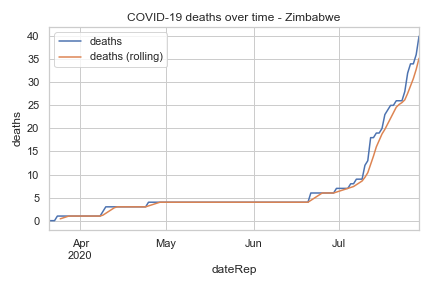 COVID-19 deaths over time - Zimbabwe
deaths
deaths (rolling)
40
35
30
25
20
15
10
5
0
deaths
Apr
2020
May
Jun
Jul
dateRep